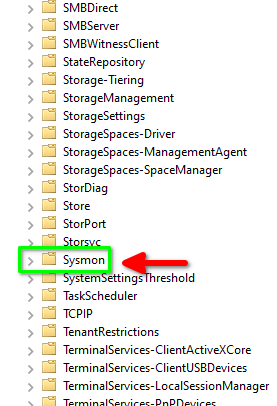 SMBDirect
SMBServer
SMBWitnessClient
StateRepository
Storage-Tiering
StorageManagement
StorageSettings
StorageSpaces-Driver
StorageSpaces-ManagementAgent
StorageSpaces-SpaceManager
StorDiag
Store
StorPort
Storsvc
Sysmon
SystemSettingsThreshold
TaskScheduler
TCPIP
TenantRestrictions
TerminalServices-ClientActiveXCore
TerminalServices-ClientUSBDevices
TerminalServices-LocalSessionManager
TerminalServices-PnPDevices